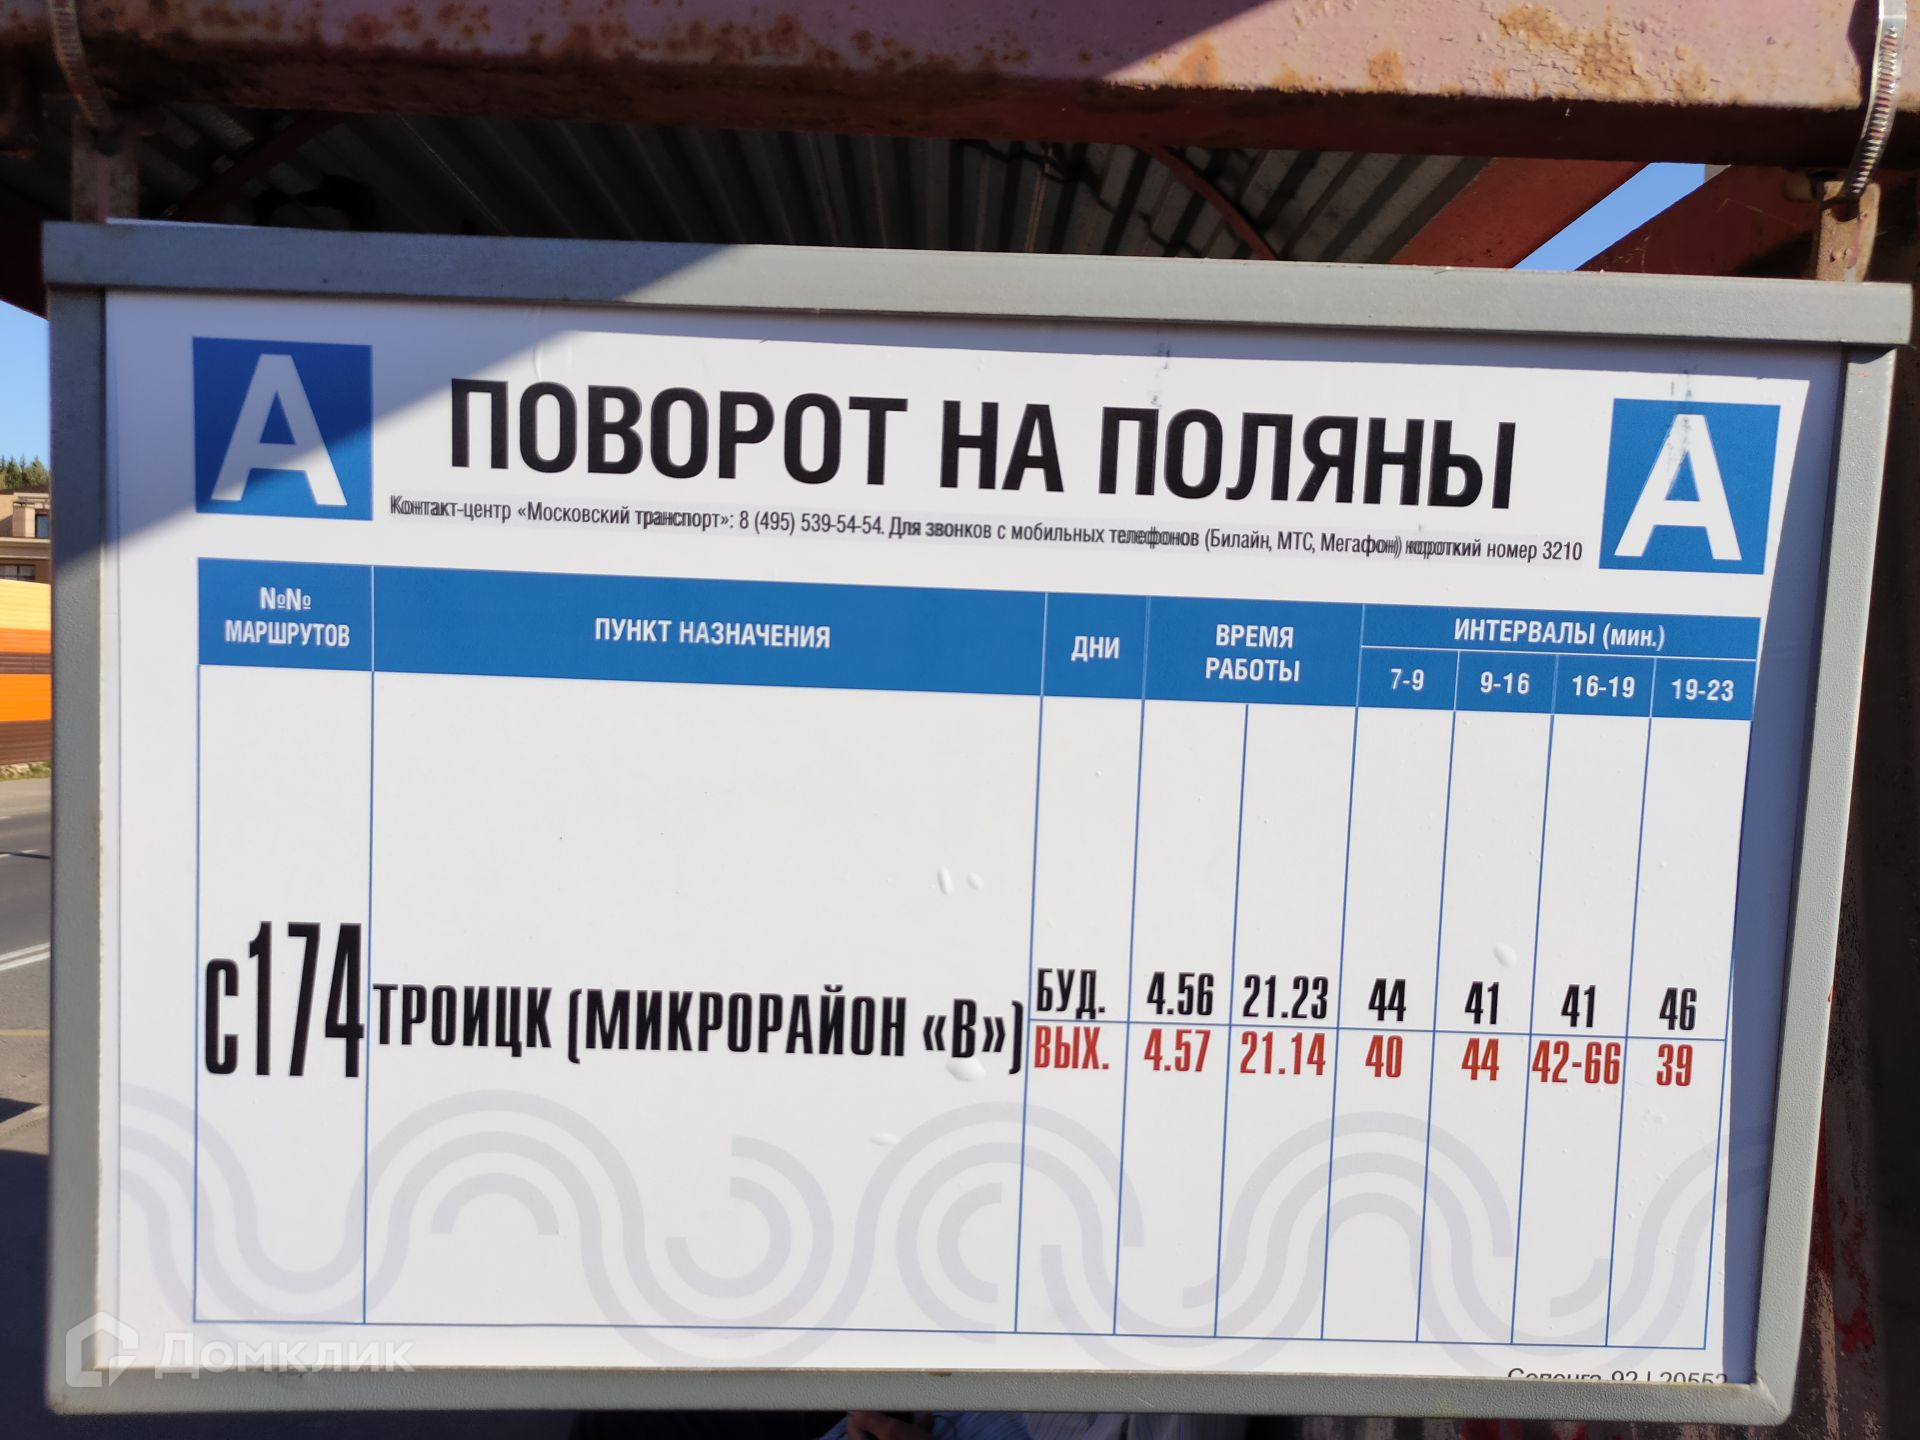 А ПОВОРОТ НА ПОЛЯНЫ А
Контакт-центр «Московский транспорт»: 8 (495) 539-54-54. Для звонков с мобильных телефонов (Билайн, МТС, Мегафон) короткий номер 3210
№№ МАРШРУТОВ
ПУНКТ НАЗНАЧЕНИЯ
ДНИ
ВРЕМЯ РАБОТЫ
ИНТЕРВАЛЫ (мин.)
7-9 9-16 16-19 19-23
с174 ТРОИЦК (МИКРОРАЙОН «В»)
БУД. 4.56 21.23 44 41 41 46
ВЫХ. 4.57 21.14 40 44 42-66 39
Домклик